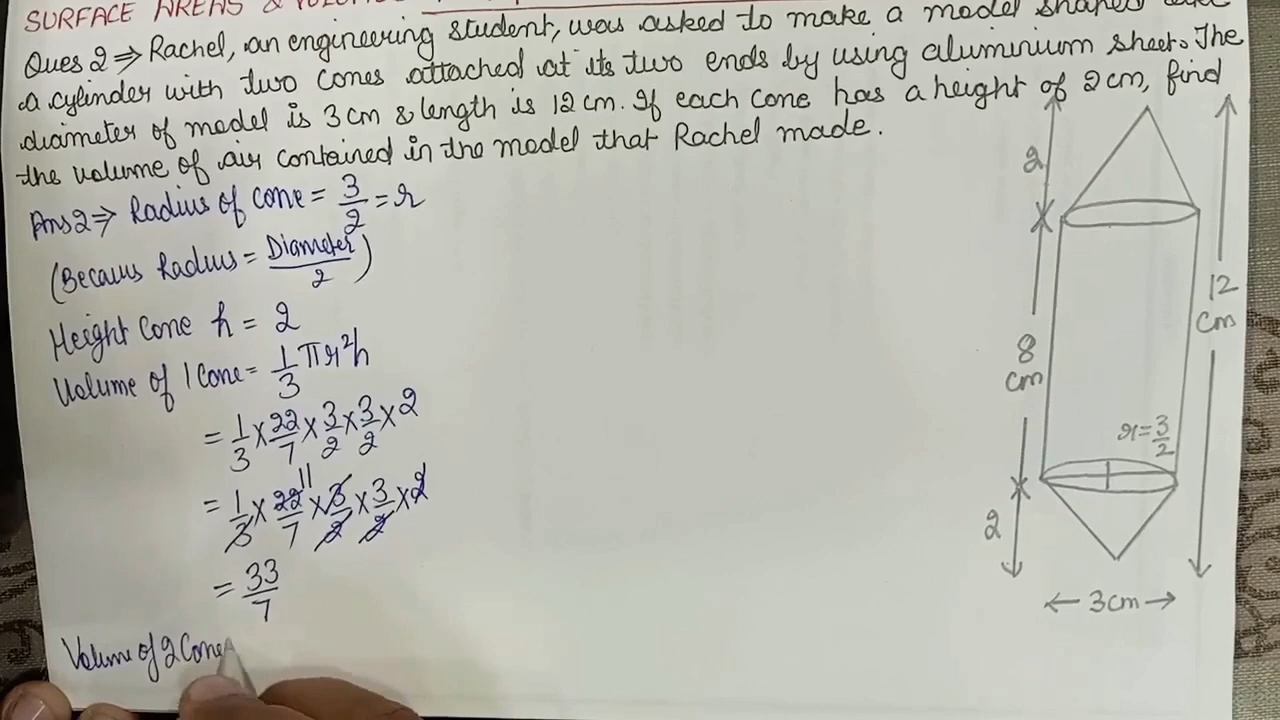 SURFACE AREAS &
Ques 2 ⇒ Rachel, an engineering student, was asked to make a model shaped like
a cylinder with two cones attached at its two ends by using aluminium sheet. The
diameter of model is 3 cm & length is 12 cm. If each cone has a height of 2 cm, find
the volume of air contained in the model that Rachel made.
Ans 2 ⇒ Radius of cone = 3/2 = r
(Becaus Radius = Diameter/2)
Height Cone h = 2
Volume of 1 Cone = 1/3 πr²h
= 1/3 × 22/7 × 3/2 × 3/2 × 2
= 1/3 × 22/7 11 × 3/2 × 3/2 × 2
= 33/7
Volume of 2 Cone
2
8
cm
2
12
cm
r = 3/2
← 3 cm →